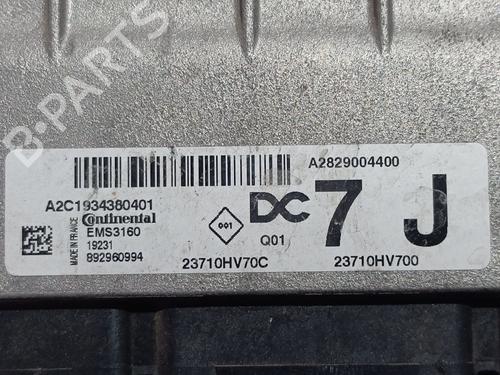 B-PARTS
A2829004400
A2C1934380401
Continental
EMS3160
19231
892960994
MADE IN FRANCE
001
DC
Q01
7 J
23710HV70C
23710HV700